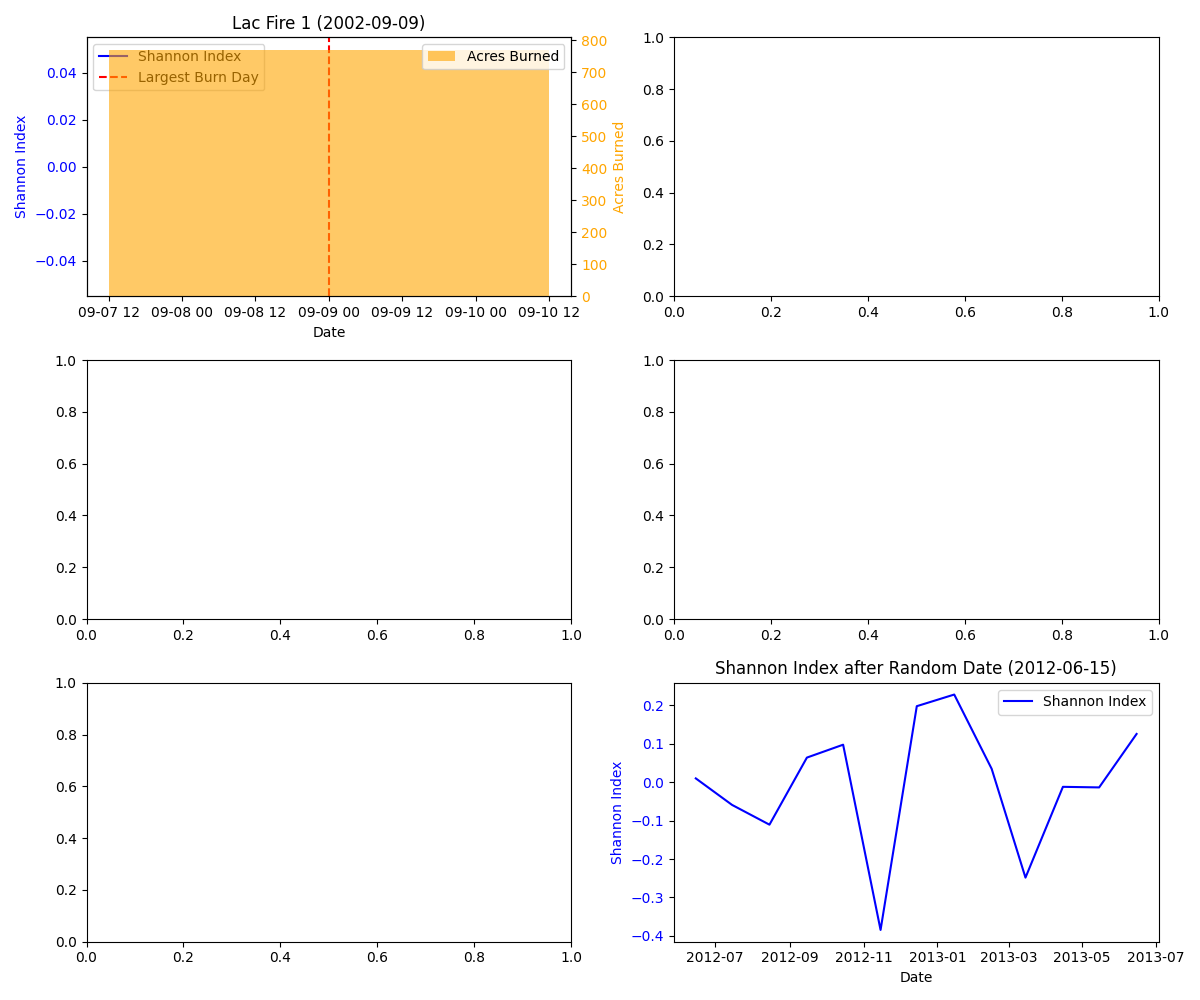 Lac Fire 1 (2002-09-09)
Shannon Index
Largest Burn Day
Acres Burned
0.04
0.02
0.00
−0.02
−0.04
Shannon Index
800
700
600
500
400
300
200
100
0
Acres Burned
09-07 12 09-08 00 09-08 12 09-09 00 09-09 12 09-10 00 09-10 12
Date
1.0
0.8
0.6
0.4
0.2
0.0
0.0 0.2 0.4 0.6 0.8 1.0
1.0
0.8
0.6
0.4
0.2
0.0
0.0 0.2 0.4 0.6 0.8 1.0
1.0
0.8
0.6
0.4
0.2
0.0
0.0 0.2 0.4 0.6 0.8 1.0
1.0
0.8
0.6
0.4
0.2
0.0
0.0 0.2 0.4 0.6 0.8 1.0
Shannon Index after Random Date (2012-06-15)
Shannon Index
0.2
0.1
0.0
−0.1
−0.2
−0.3
−0.4
Shannon Index
2012-07 2012-09 2012-11 2013-01 2013-03 2013-05 2013-07
Date